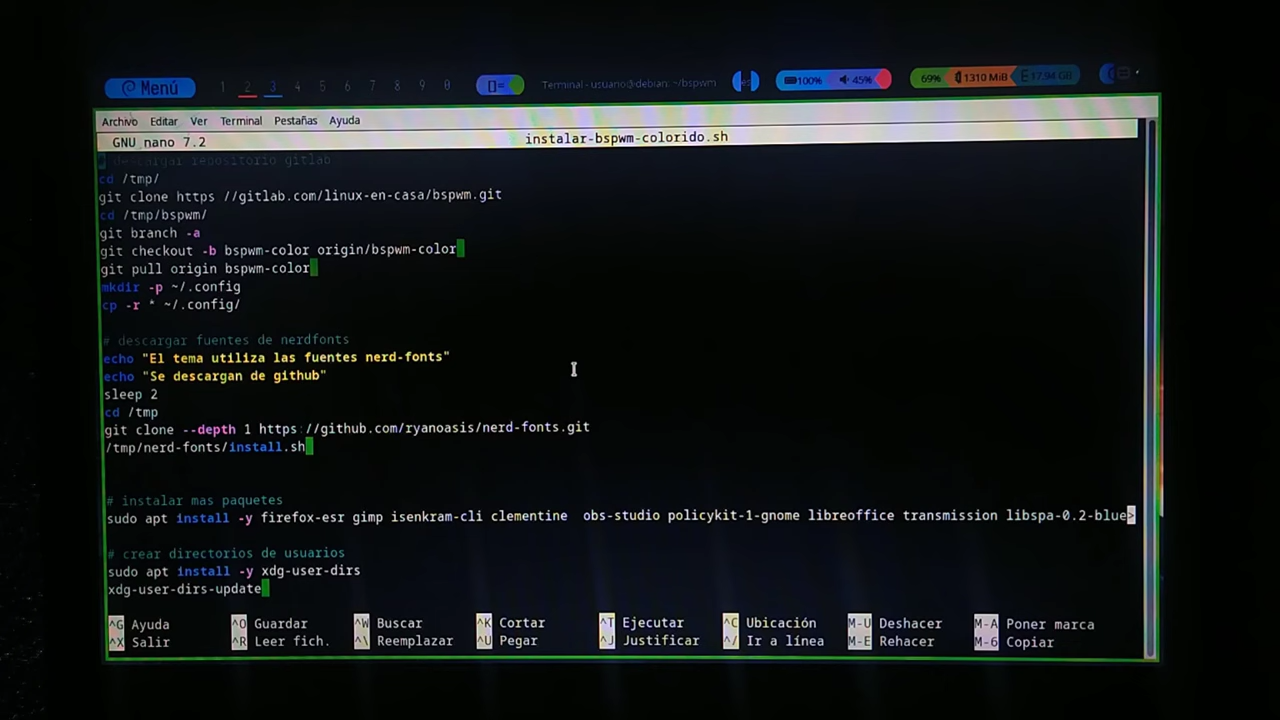 Menú 1 2 3 4 5 6 7 8 9 0 []= Terminal - usuario@debian: ~/bspwm es 100% 45% 69% 1310 MiB 17.94 GB
Archivo Editar Ver Terminal Pestañas Ayuda
GNU nano 7.2 instalar-bspwm-colorido.sh
# descargar repositorio gitlab
cd /tmp/
git clone https://gitlab.com/linux-en-casa/bspwm.git
cd /tmp/bspwm/
git branch -a
git checkout -b bspwm-color origin/bspwm-color
git pull origin bspwm-color
mkdir -p ~/.config
cp -r * ~/.config/
# descargar fuentes de nerdfonts
echo "El tema utiliza las fuentes nerd-fonts"
echo "Se descargan de github"
sleep 2
cd /tmp
git clone --depth 1 https://github.com/ryanoasis/nerd-fonts.git
/tmp/nerd-fonts/install.sh
# instalar mas paquetes
sudo apt install -y firefox-esr gimp isenkram-cli clementine  obs-studio policykit-1-gnome libreoffice transmission libspa-0.2-blue>
# crear directorios de usuarios
sudo apt install -y xdg-user-dirs
xdg-user-dirs-update
^G Ayuda ^O Guardar ^W Buscar ^K Cortar ^T Ejecutar ^C Ubicación M-U Deshacer M-A Poner marca
^X Salir ^R Leer fich. ^\ Reemplazar ^U Pegar ^J Justificar ^/ Ir a línea M-E Rehacer M-6 Copiar